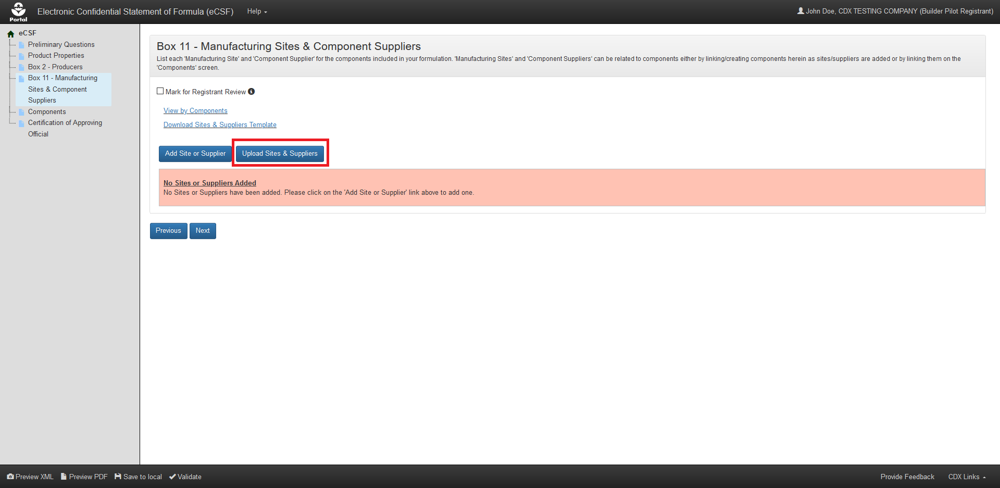 Portal
Electronic Confidential Statement of Formula (eCSF)
Help
John Doe, CDX TESTING COMPANY (Builder Pilot Registrant)
eCSF
Preliminary Questions
Product Properties
Box 2 - Producers
Box 11 - Manufacturing
Sites & Component
Suppliers
Components
Certification of Approving
Official
Box 11 - Manufacturing Sites & Component Suppliers
List each 'Manufacturing Site' and 'Component Supplier' for the components included in your formulation. 'Manufacturing Sites' and 'Component Suppliers' can be related to components either by linking/creating components herein as sites/suppliers are added or by linking them on the
'Components' screen.
Mark for Registrant Review
View by Components
Download Sites & Suppliers Template
Add Site or Supplier
Upload Sites & Suppliers
No Sites or Suppliers Added
No Sites or Suppliers have been added. Please click on the 'Add Site or Supplier' link above to add one.
Previous
Next
Preview XML
Preview PDF
Save to local
Validate
Provide Feedback
CDX Links